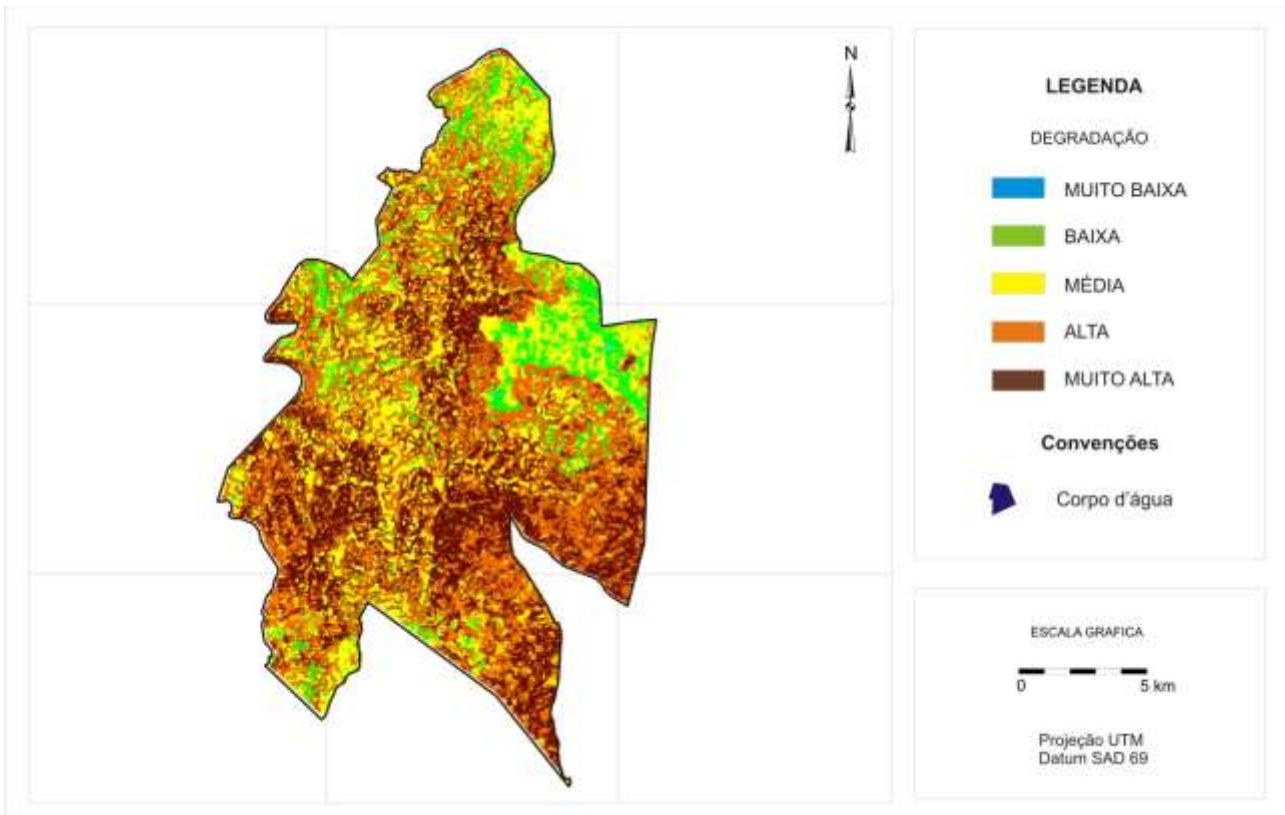 N
LEGENDA
DEGRADAÇÃO
MUITO BAIXA
BAIXA
MÉDIA
ALTA
MUITO ALTA
Convenções
Corpo d'água
ESCALA GRAFICA
0 5 km
Projeção UTM
Datum SAD 69